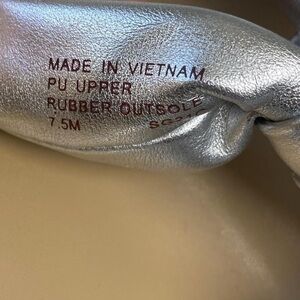 MADE IN VIETNAM
PU UPPER
RUBBER OUTSOLE
7.5M